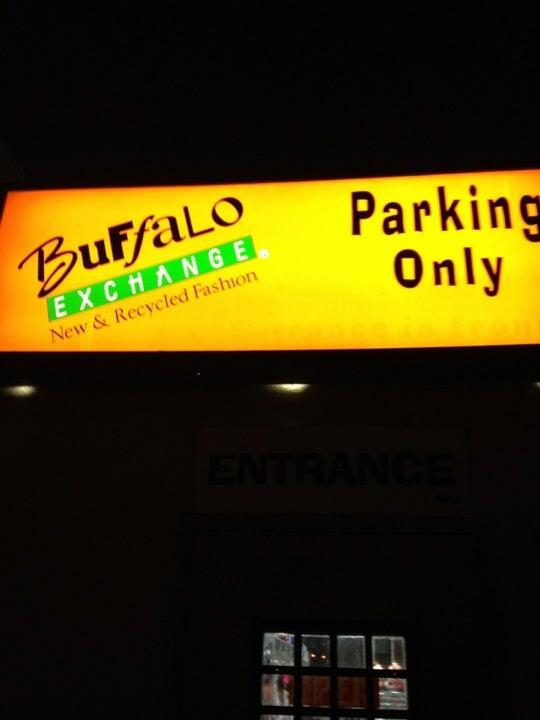 BuffaLO
EXCHANGE®
New & Recycled Fashion
Parking
Only
ENTRANCE